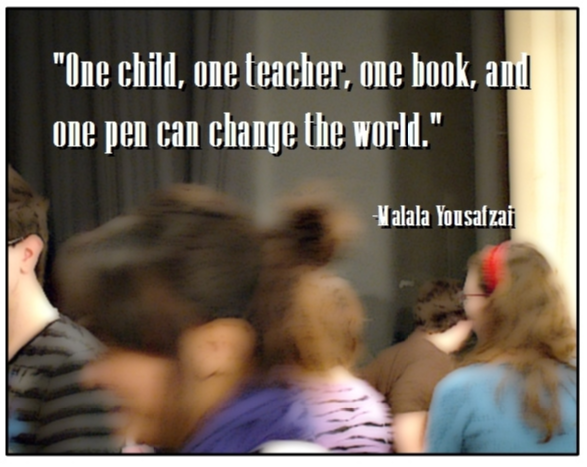 "One child, one teacher, one book, and
one pen can change the world."
-Malala Yousafzai